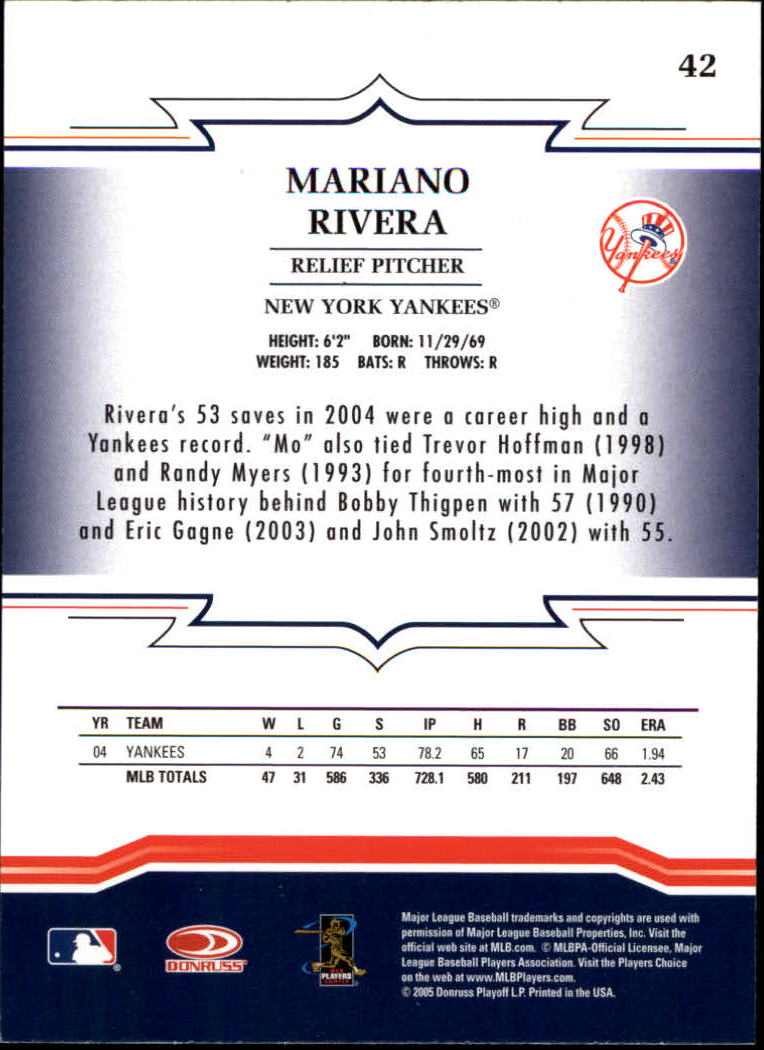 42
MARIANO
RIVERA
RELIEF PITCHER
NEW YORK YANKEES®
Yankees
HEIGHT: 6'2" BORN: 11/29/69
WEIGHT: 185 BATS: R THROWS: R
Rivera's 53 saves in 2004 were a career high and a
Yankees record. "Mo" also tied Trevor Hoffman (1998)
and Randy Myers (1993) for fourth-most in Major
League history behind Bobby Thigpen with 57 (1990)
and Eric Gagne (2003) and John Smoltz (2002) with 55.
YR TEAM W L G S IP H R BB SO ERA
04 YANKEES 4 2 74 53 78.2 65 17 20 66 1.94
MLB TOTALS 47 31 586 336 728.1 580 211 197 648 2.43
DONRUSS
PLAYERS
CHOICE
Major League Baseball trademarks and copyrights are used with
permission of Major League Baseball Properties, Inc. Visit the
official web site at MLB.com. © MLBPA-Official Licensee, Major
League Baseball Players Association. Visit the Players Choice
on the web at www.MLBPlayers.com.
© 2005 Donruss Playoff L.P. Printed in the USA.